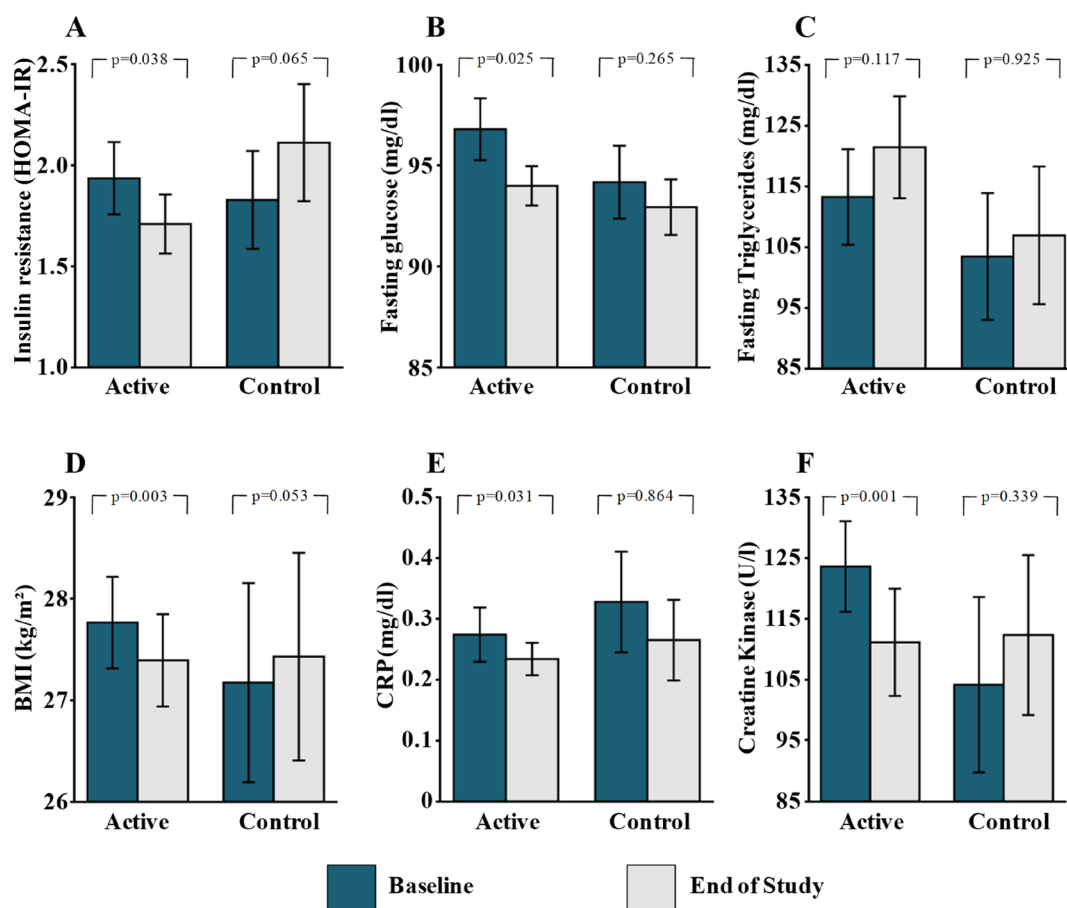 A
Insulin resistance (HOMA-IR)
p=0.038
p=0.065
2.5
2.0
1.5
1.0
Active
Control
B
Fasting glucose (mg/dl)
p=0.025
p=0.265
100
95
90
85
Active
Control
C
Fasting Triglycerides (mg/dl)
p=0.117
p=0.925
135
125
115
105
95
85
Active
Control
D
BMI (kg/m²)
p=0.003
p=0.053
29
28
27
26
Active
Control
E
CRP (mg/dl)
p=0.031
p=0.864
0.5
0.4
0.3
0.2
0.1
0
Active
Control
F
Creatine Kinase (U/l)
p=0.001
p=0.339
135
125
115
105
95
85
Active
Control
Baseline
End of Study